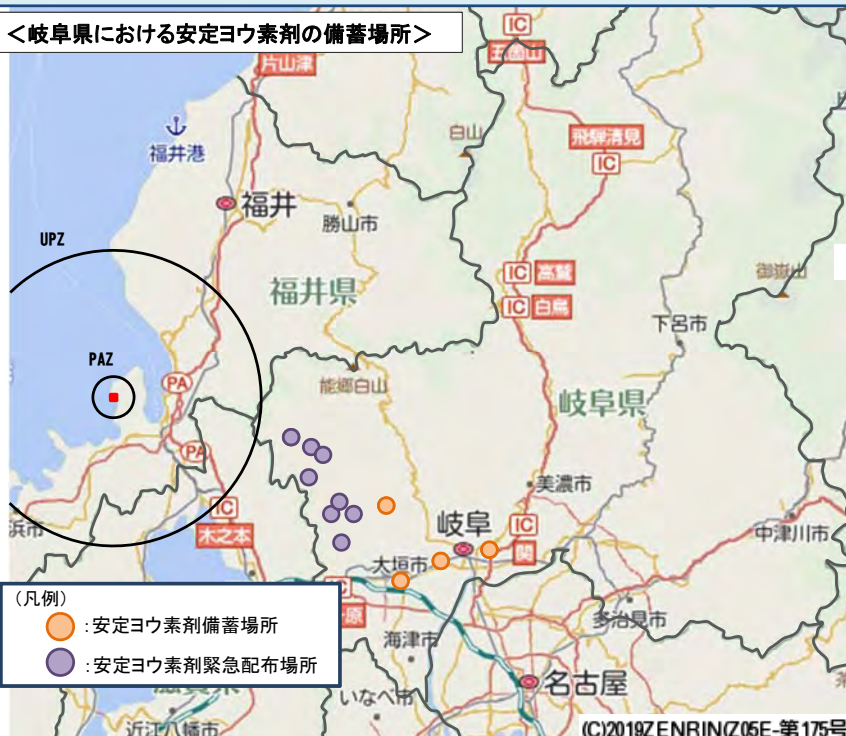 ＜岐阜県における安定ヨウ素剤の備蓄場所＞
IC
五箇山
片山津
白山
飛騨清見
IC
福井港
福井
勝山市
UPZ
御嶽山
IC 高鷲
福井県
IC 白鳥
下呂市
PAZ
PA
能郷白山
岐阜県
PA
美濃市
IC
木之本
岐阜
IC
関
浜市
中津川市
大垣市
IC
原
多治見市
(凡例)
：安定ヨウ素剤備蓄場所
：安定ヨウ素剤緊急配布場所
海津市
名古屋
いなべ市
近江八幡市
(C)2019ZENRIN(Z05E-第175号